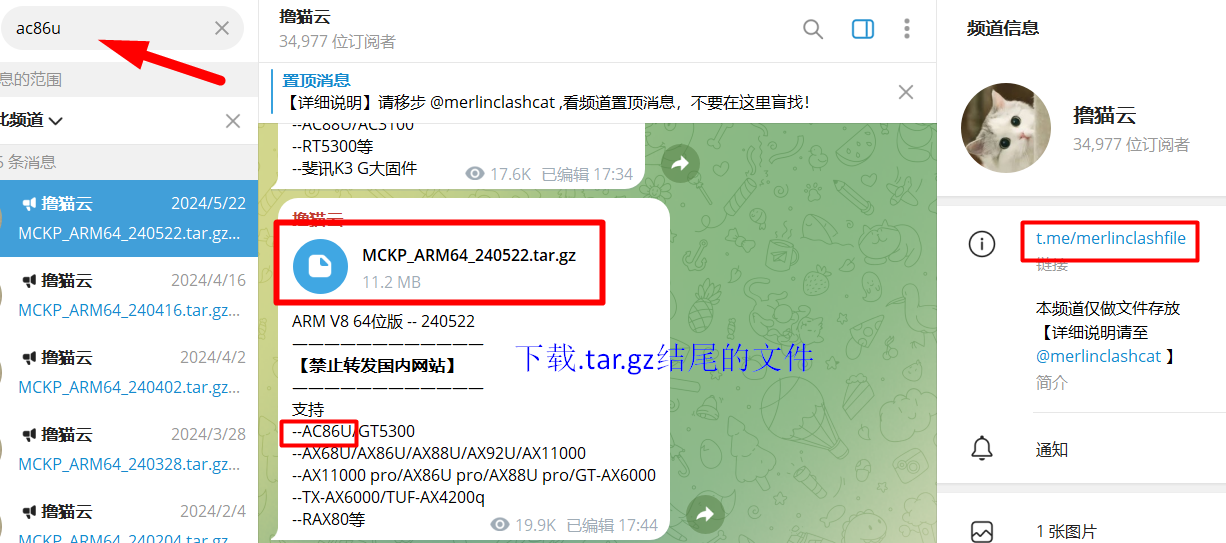 ac86u
息的范围
此频道
5 条消息
撸猫云
2024/5/22
MCKP_ARM64_240522.tar.gz...
撸猫云
2024/4/16
MCKP_ARM64_240416.tar.gz...
撸猫云
2024/4/2
MCKP_ARM64_240402.tar.gz...
撸猫云
2024/3/28
MCKP_ARM64_240328.tar.gz...
撸猫云
2024/2/4
MCKP_ARM64_240204.tar.gz...
撸猫云
34,977 位订阅者
置顶消息
【详细说明】请移步 @merlinclashcat ,看频道置顶消息，不要在这里盲找！
--AC88U/AC3100
--RT5300等
--斐讯K3 G大固件
17.6K 已编辑 17:34
撸猫云
MCKP_ARM64_240522.tar.gz
11.2 MB
ARM V8 64位版 -- 240522
————————————
【禁止转发国内网站】
————————————
下载.tar.gz结尾的文件
支持
--AC86U/GT5300
--AX68U/AX86U/AX88U/AX92U/AX11000
--AX11000 pro/AX86U pro/AX88U pro/GT-AX6000
--TX-AX6000/TUF-AX4200q
--RAX80等
19.9K 已编辑 17:44
频道信息
撸猫云
34,977 位订阅者
t.me/merlinclashfile
链接
本频道仅做文件存放
【详细说明请至
@merlinclashcat 】
简介
通知
1 张图片